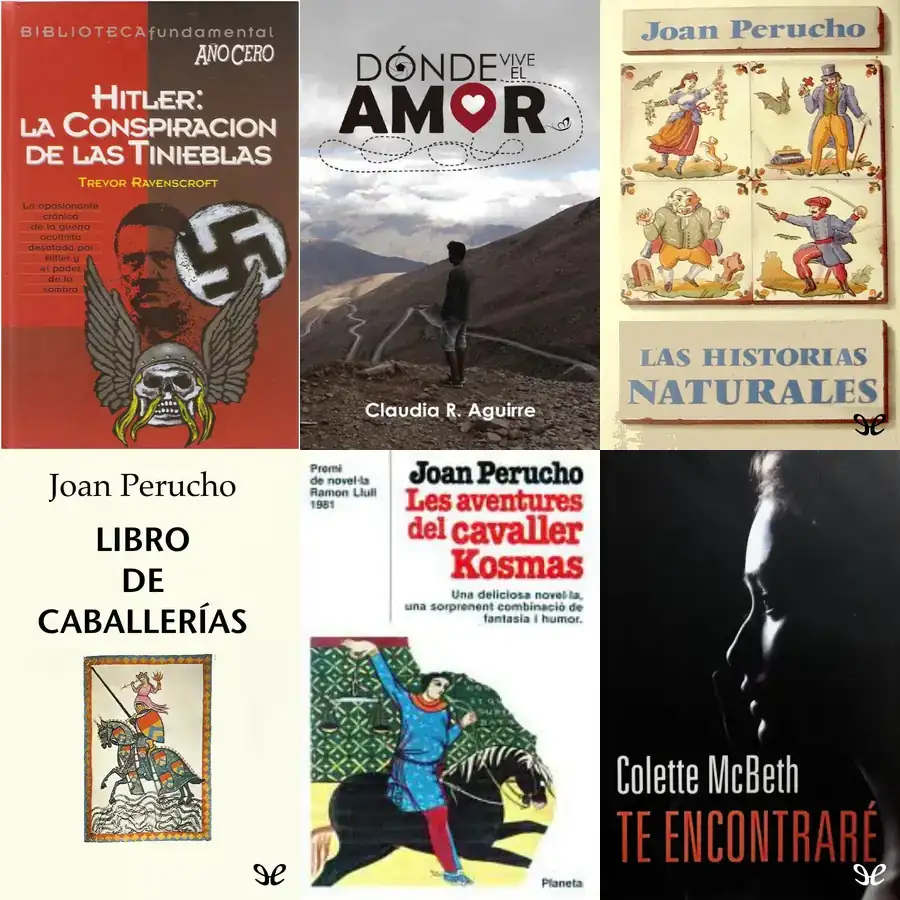 BIBLIOTECAfundamental
AÑO CERO
HITLER:
LA CONSPIRACION
DE LAS TINIEBLAS
TREVOR RAVENSCROFT
La apasionante
crónica
de la guerra
ocultista
desatada por
Hitler y
el poder
de la
sombra
DÓNDE VIVE EL
AMOR
Claudia R. Aguirre
Joan Perucho
LAS HISTORIAS
NATURALES
Joan Perucho
LIBRO
DE
CABALLERÍAS
Premi
de novel·la
Ramon Llull
1981
Joan Perucho
Les aventures
del cavaller
Kosmas
Una deliciosa novel·la,
una sorprenent combinació de
fantasia i humor.
Planeta
Colette McBeth
TE ENCONTRARÉ